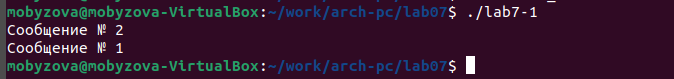 mobyzova@mobyzova-VirtualBox:~/work/arch-pc/lab07$ ./lab7-1
Сообщение № 2
Сообщение № 1
mobyzova@mobyzova-VirtualBox:~/work/arch-pc/lab07$